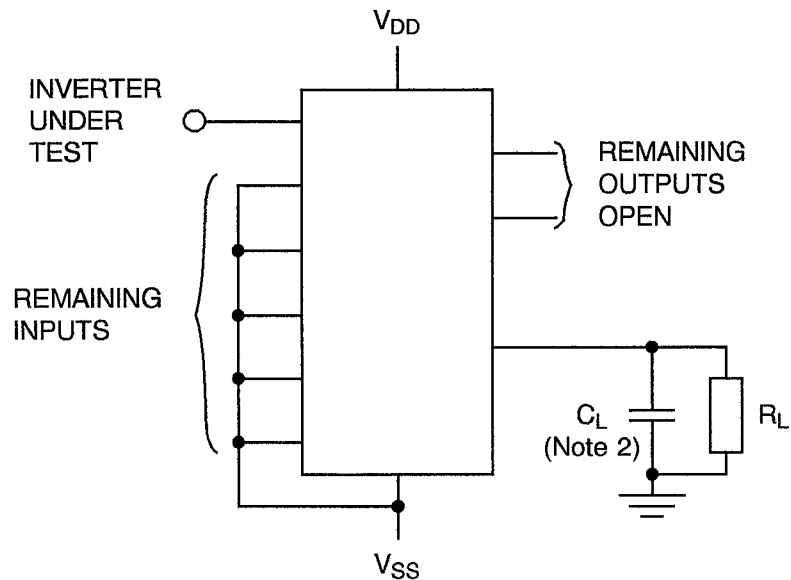 VDD
INVERTER
UNDER
TEST
REMAINING
OUTPUTS
OPEN
REMAINING
INPUTS
CL
(Note 2)
RL
VSS